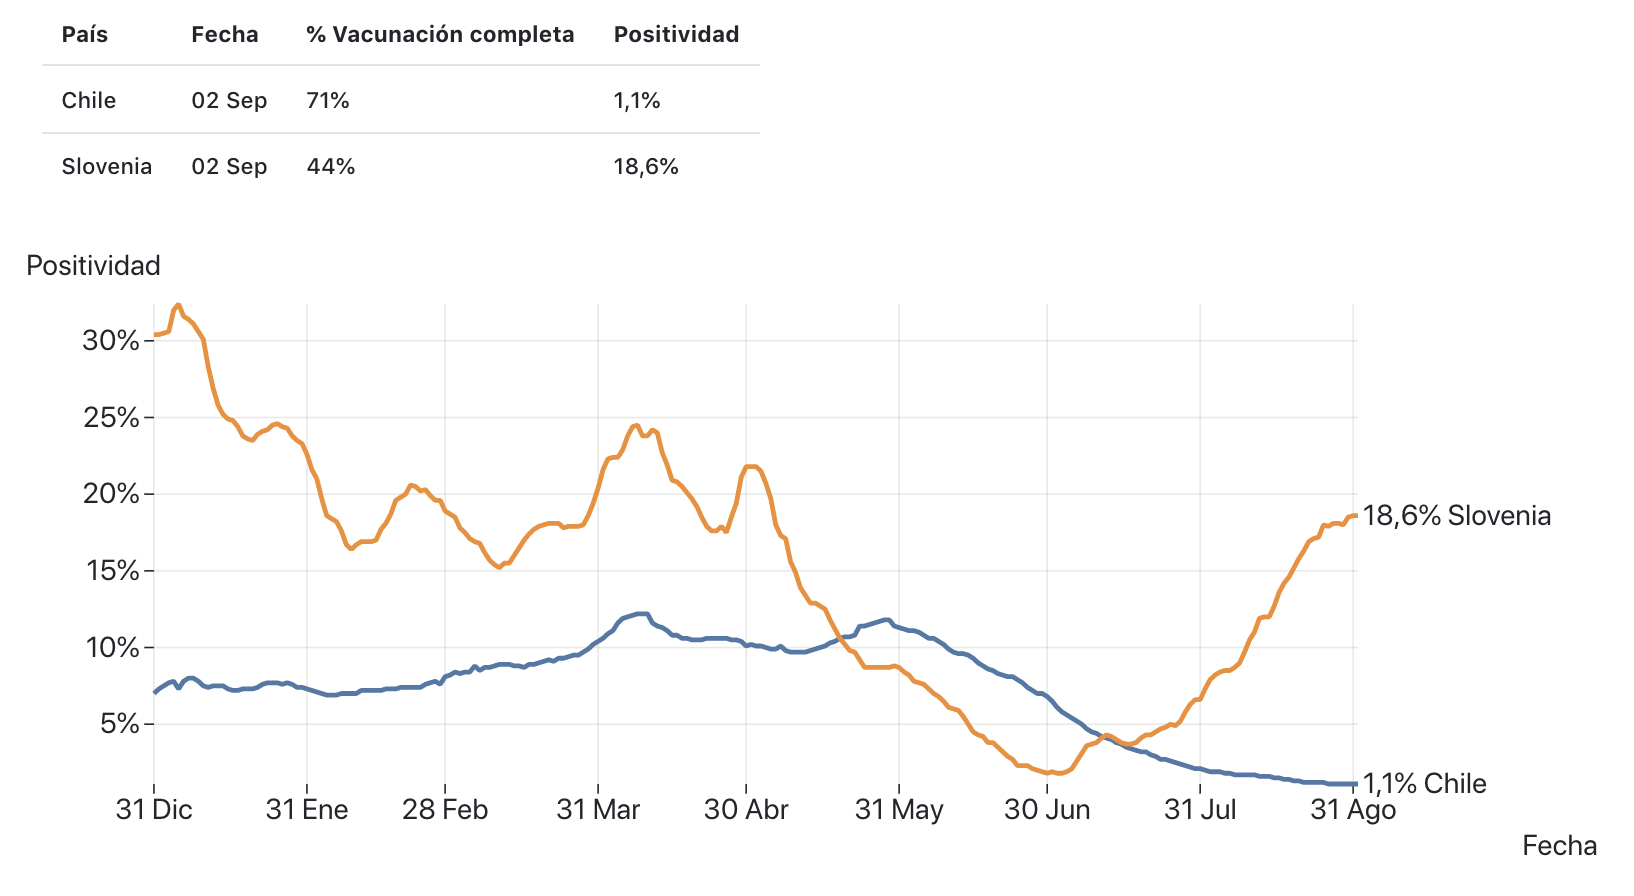 País Fecha % Vacunación completa Positividad
Chile 02 Sep 71% 1,1%
Slovenia 02 Sep 44% 18,6%
Positividad
30%
25%
20%
15%
10%
5%
18,6% Slovenia
1,1% Chile
31 Dic 31 Ene 28 Feb 31 Mar 30 Abr 31 May 30 Jun 31 Jul 31 Ago
Fecha